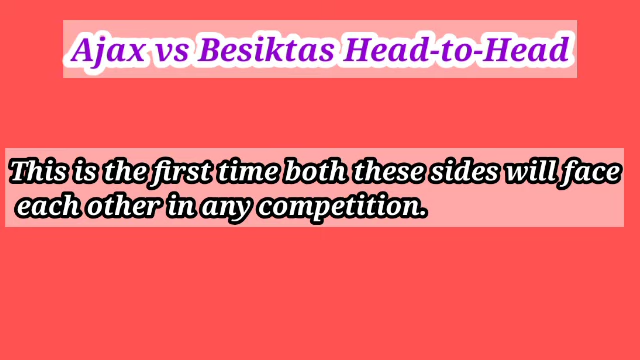 Ajax vs Besiktas Head-to-Head
This is the first time both these sides will face
each other in any competition.